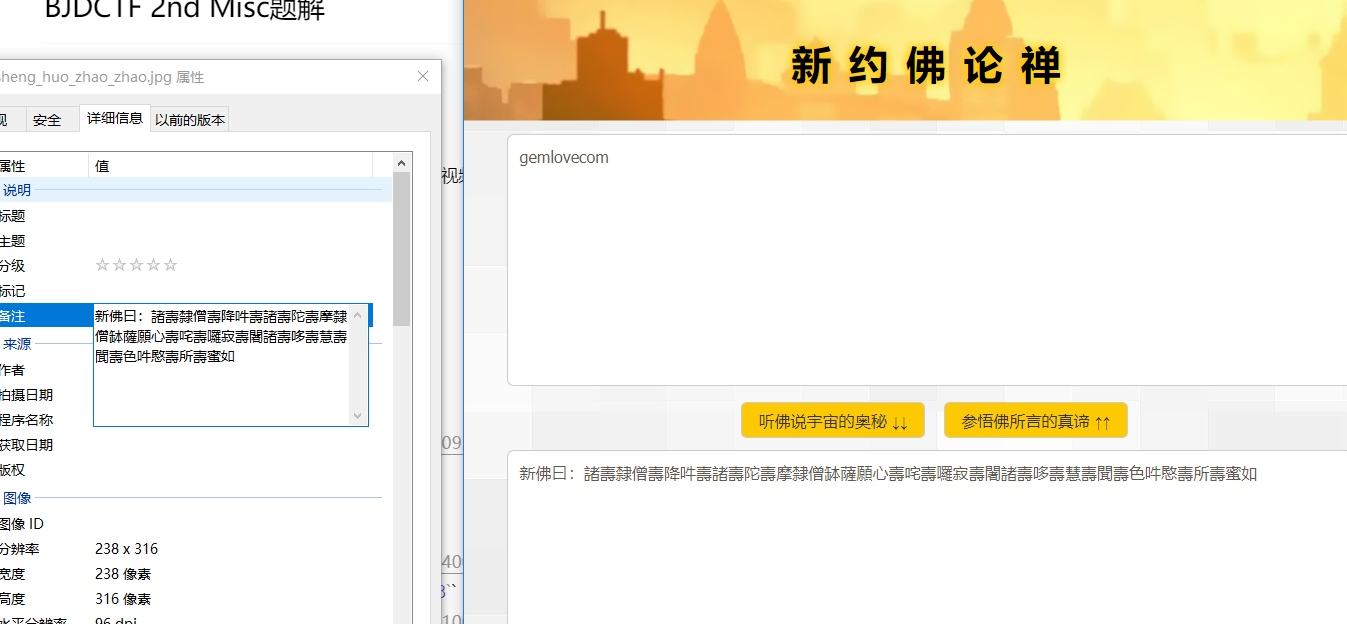 BJDCTF 2nd Misc题解
sheng_huo_zhao_zhao.jpg 属性
安全
详细信息
以前的版本
属性
值
说明
标题
主题
分级
标记
备注
新佛曰：諸壽隸僧壽降吽壽諸壽陀壽摩隸
僧缽薩願心壽咤壽囉寂壽闍諸壽哆壽慧壽
聞壽色吽愍壽所壽蜜如
来源
作者
拍摄日期
程序名称
获取日期
版权
图像
图像 ID
分辨率
238 x 316
宽度
238 像素
高度
316 像素
水平分辨率
96 dpi
视频
09
新约佛论禅
gemlovecom
听佛说宇宙的奥秘 ↓↓
参悟佛所言的真谛 ↑↑
新佛曰：諸壽隸僧壽降吽壽諸壽陀壽摩隸僧缽薩願心壽咤壽囉寂壽闍諸壽哆壽慧壽聞壽色吽愍壽所壽蜜如